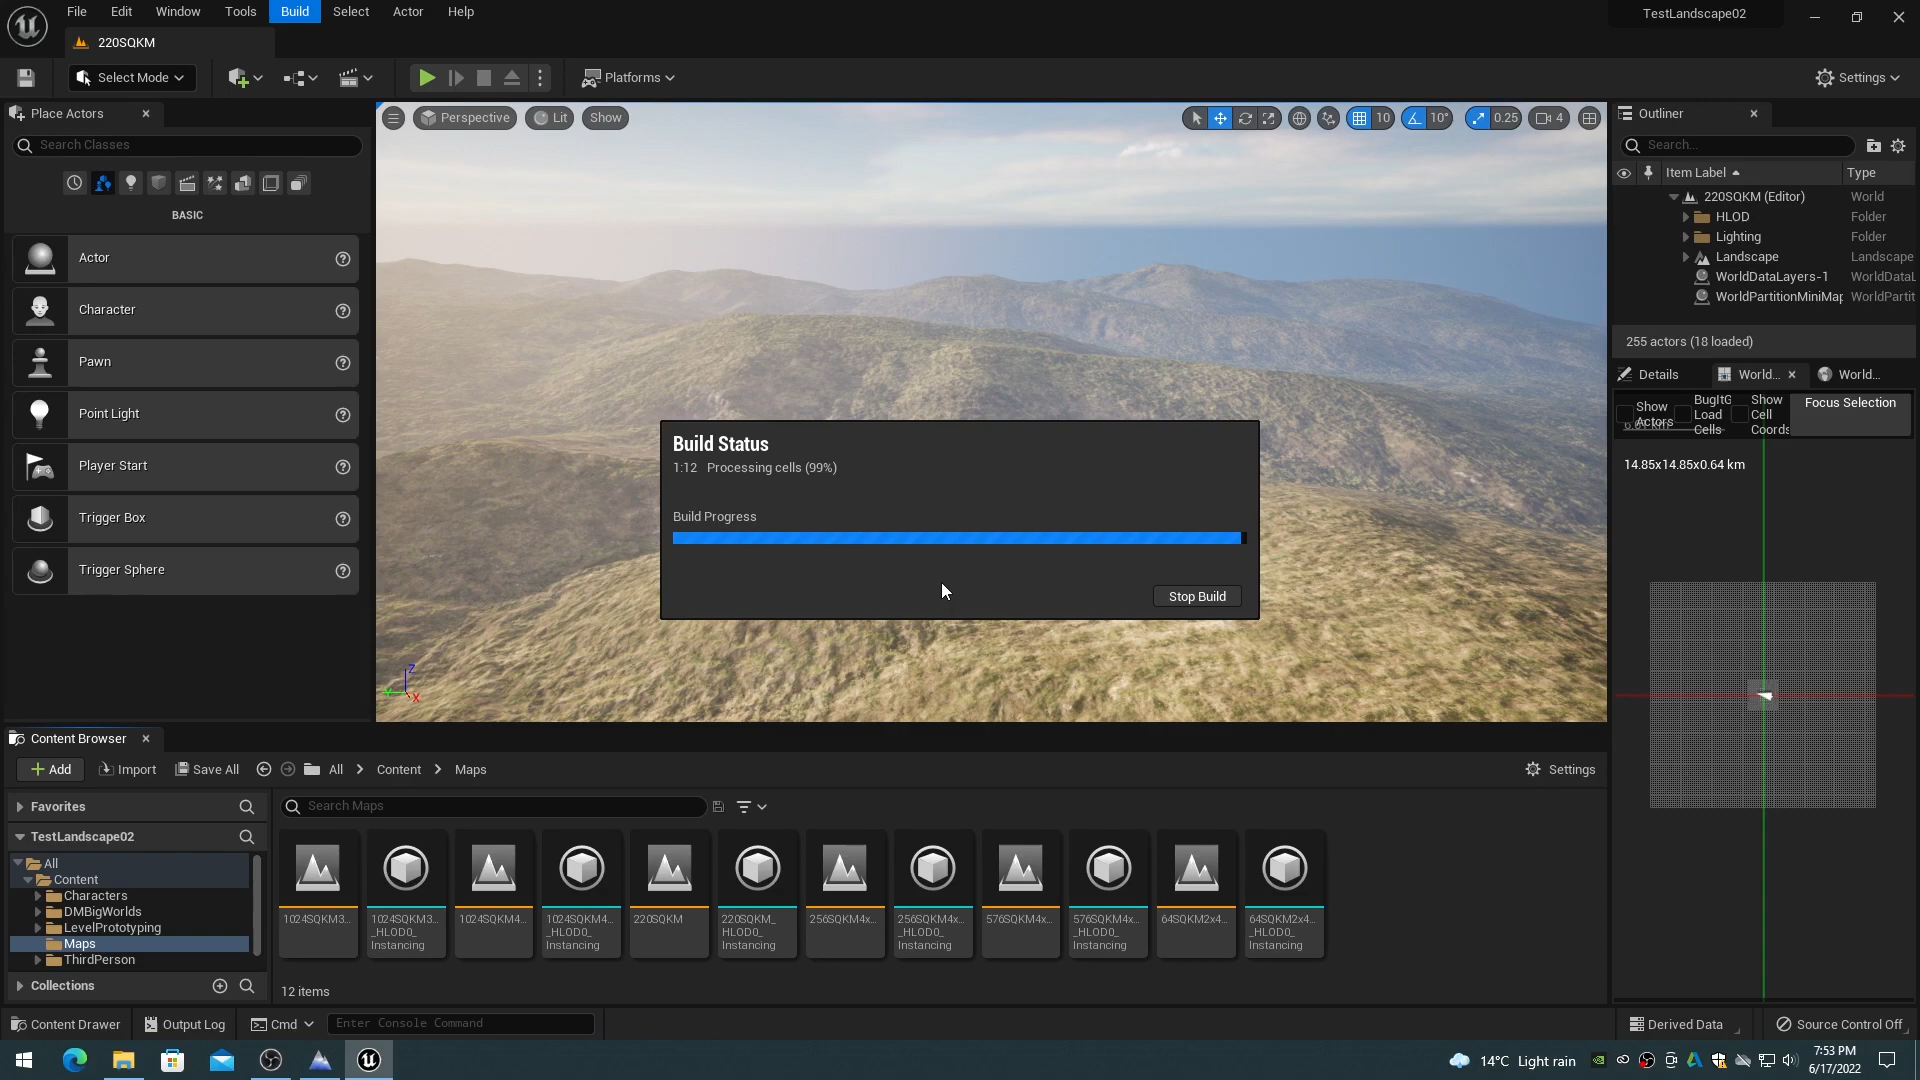 File Edit Window Tools Build Select Actor Help
TestLandscape02
220SQKM
Select Mode
Platforms
Settings
Place Actors
Search Classes
BASIC
Actor
Character
Pawn
Point Light
Player Start
Trigger Box
Trigger Sphere
Perspective Lit Show
10 10° 0.25 4
Z
Y
X
Build Status
1:12 Processing cells (99%)
Build Progress
Stop Build
Outliner
Search...
Item Label Type
220SQKM (Editor) World
HLOD Folder
Lighting Folder
Landscape Landscape
WorldDataLayers-1 WorldDataL
WorldPartitionMiniMap WorldPartit
255 actors (18 loaded)
Details World... World...
Show Actors
BugItG Load Cells
Show Cell Coords
Focus Selection
14.85x14.85x0.64 km
Content Browser
Add Import Save All All Content Maps Settings
Favorites
TestLandscape02
All
Content
Characters
DMBigWorlds
LevelPrototyping
Maps
ThirdPerson
Collections
Search Maps
1024SQKM3...
1024SQKM3... _HLOD0_ Instancing
1024SQKM4...
1024SQKM4... _HLOD0_ Instancing
220SQKM
220SQKM_ HLOD0_ Instancing
256SQKM4x...
256SQKM4x... _HLOD0_ Instancing
576SQKM4x...
576SQKM4x... _HLOD0_ Instancing
64SQKM2x4...
64SQKM2x4... _HLOD0_ Instancing
12 items
Content Drawer Output Log Cmd Enter Console Command Derived Data Source Control Off
14°C Light rain
7:53 PM
6/17/2022